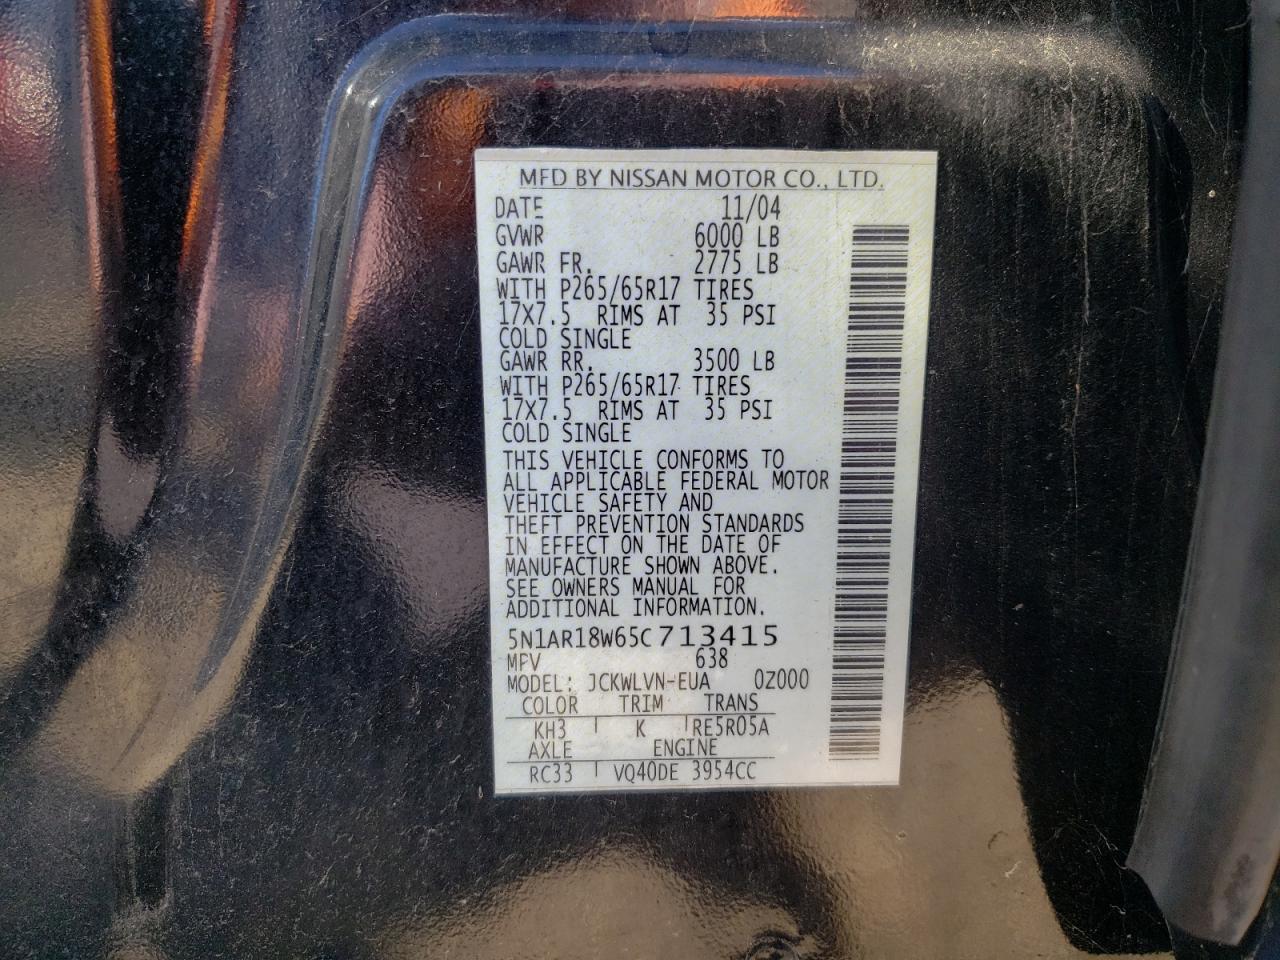 MFD BY NISSAN MOTOR CO., LTD.
DATE 11/04
GVWR 6000 LB
GAWR FR. 2775 LB
WITH P265/65R17 TIRES
17X7.5 RIMS AT 35 PSI
COLD SINGLE
GAWR RR. 3500 LB
WITH P265/65R17 TIRES
17X7.5 RIMS AT 35 PSI
COLD SINGLE
THIS VEHICLE CONFORMS TO
ALL APPLICABLE FEDERAL MOTOR
VEHICLE SAFETY AND
THEFT PREVENTION STANDARDS
IN EFFECT ON THE DATE OF
MANUFACTURE SHOWN ABOVE.
SEE OWNERS MANUAL FOR
ADDITIONAL INFORMATION.
5N1AR18W65C713415
MPV 638
MODEL: JCKWLVN-EUA 0Z000
COLOR TRIM TRANS
KH3 K RE5R05A
AXLE ENGINE
RC33 VQ40DE 3954CC